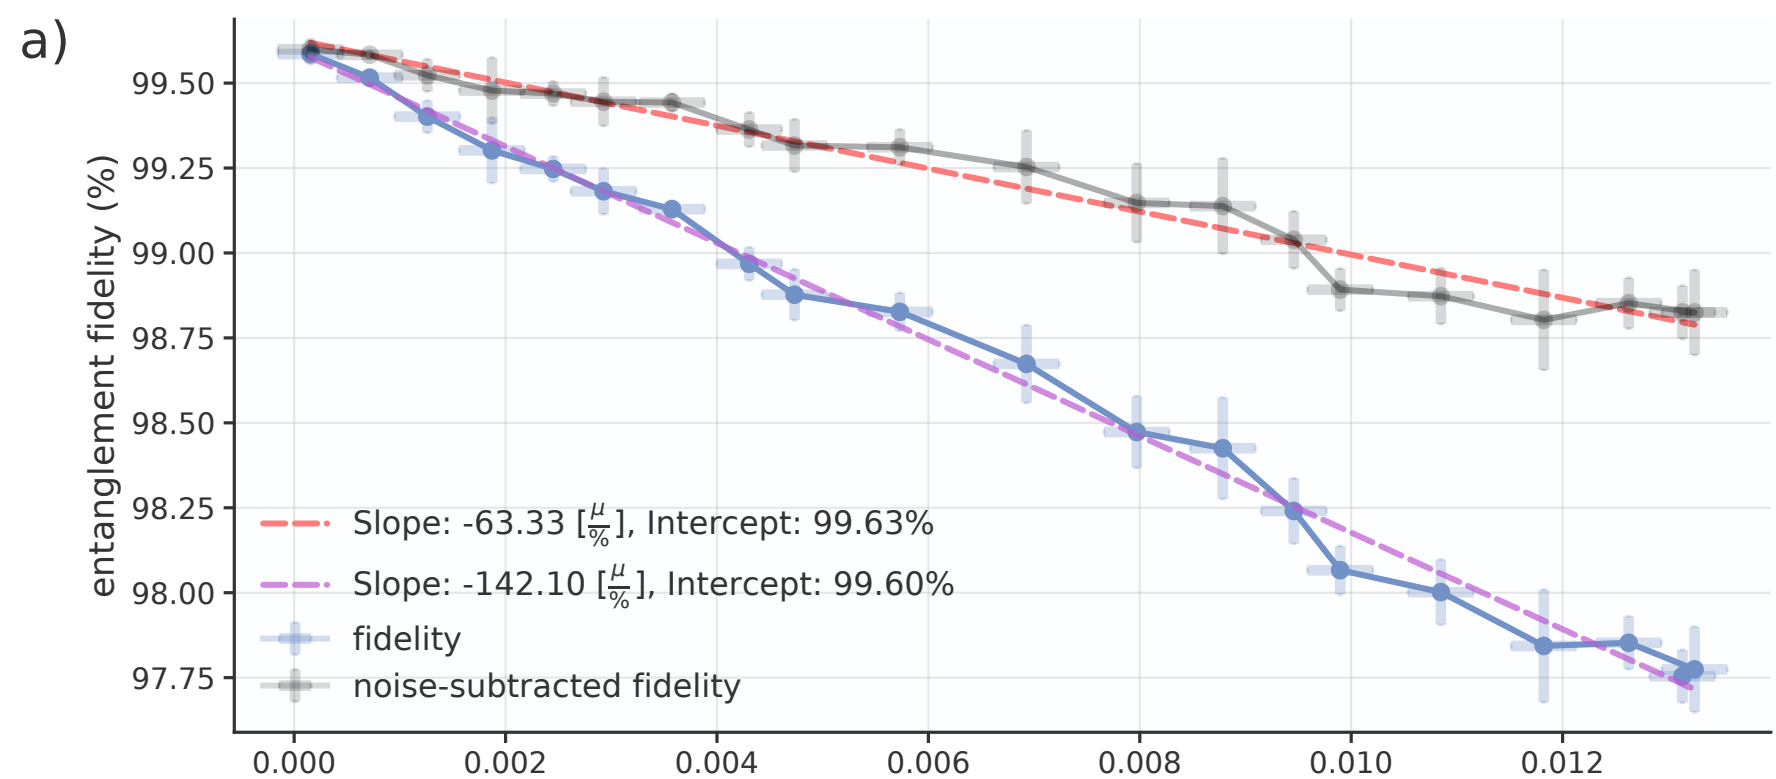 a)
entanglement fidelity (%)
99.50
99.25
99.00
98.75
98.50
98.25
98.00
97.75
Slope: -63.33 [μ/%], Intercept: 99.63%
Slope: -142.10 [μ/%], Intercept: 99.60%
fidelity
noise-subtracted fidelity
0.000 0.002 0.004 0.006 0.008 0.010 0.012